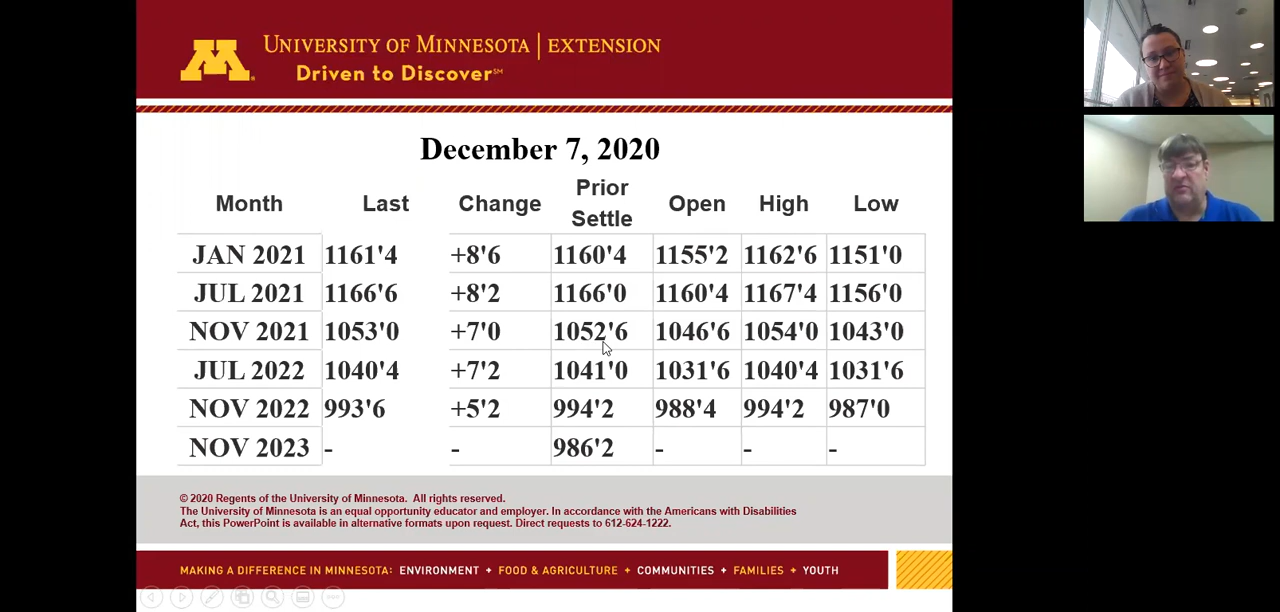 UNIVERSITY OF MINNESOTA | EXTENSION
Driven to Discover℠
December 7, 2020
Month Last Change Prior Settle Open High Low
JAN 2021 1161'4 +8'6 1160'4 1155'2 1162'6 1151'0
JUL 2021 1166'6 +8'2 1166'0 1160'4 1167'4 1156'0
NOV 2021 1053'0 +7'0 1052'6 1046'6 1054'0 1043'0
JUL 2022 1040'4 +7'2 1041'0 1031'6 1040'4 1031'6
NOV 2022 993'6 +5'2 994'2 988'4 994'2 987'0
NOV 2023 - - 986'2 - - -
© 2020 Regents of the University of Minnesota. All rights reserved.
The University of Minnesota is an equal opportunity educator and employer. In accordance with the Americans with Disabilities
Act, this PowerPoint is available in alternative formats upon request. Direct requests to 612-624-1222.
MAKING A DIFFERENCE IN MINNESOTA: ENVIRONMENT + FOOD & AGRICULTURE + COMMUNITIES + FAMILIES + YOUTH